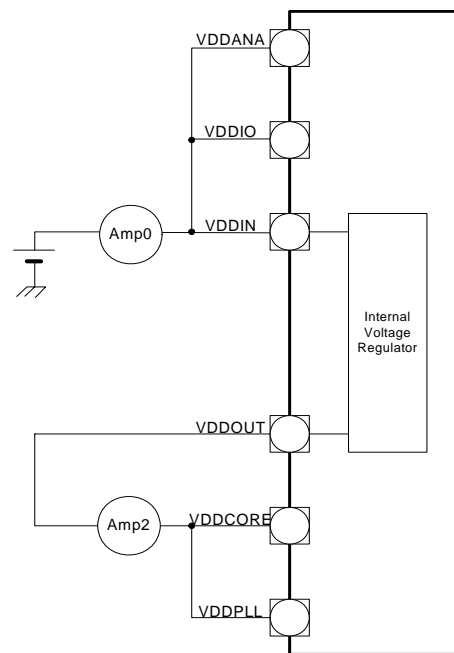 VDDANA
VDDIO
Amp0
VDDIN
Internal
Voltage
Regulator
VDDOUT
Amp2
VDDCORE
VDDPLL